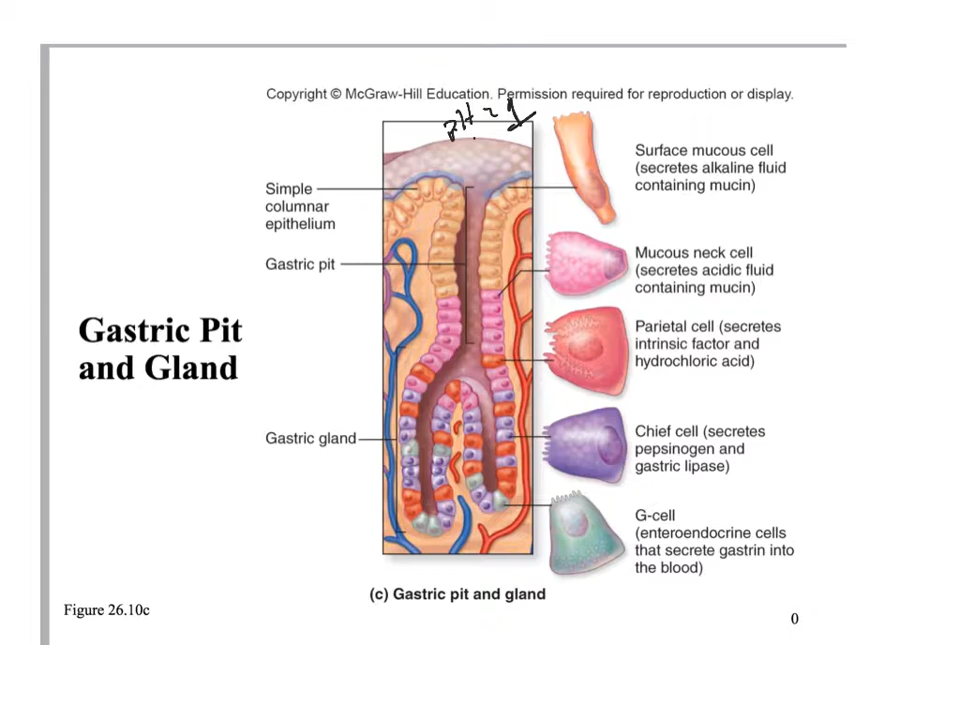 Copyright © McGraw-Hill Education. Permission required for reproduction or display.
pH ~ 1
Surface mucous cell
(secretes alkaline fluid
containing mucin)
Simple
columnar
epithelium
Gastric pit
Mucous neck cell
(secretes acidic fluid
containing mucin)
Gastric Pit
and Gland
Parietal cell (secretes
intrinsic factor and
hydrochloric acid)
Gastric gland
Chief cell (secretes
pepsinogen and
gastric lipase)
G-cell
(enteroendocrine cells
that secrete gastrin into
the blood)
(c) Gastric pit and gland
Figure 26.10c
0